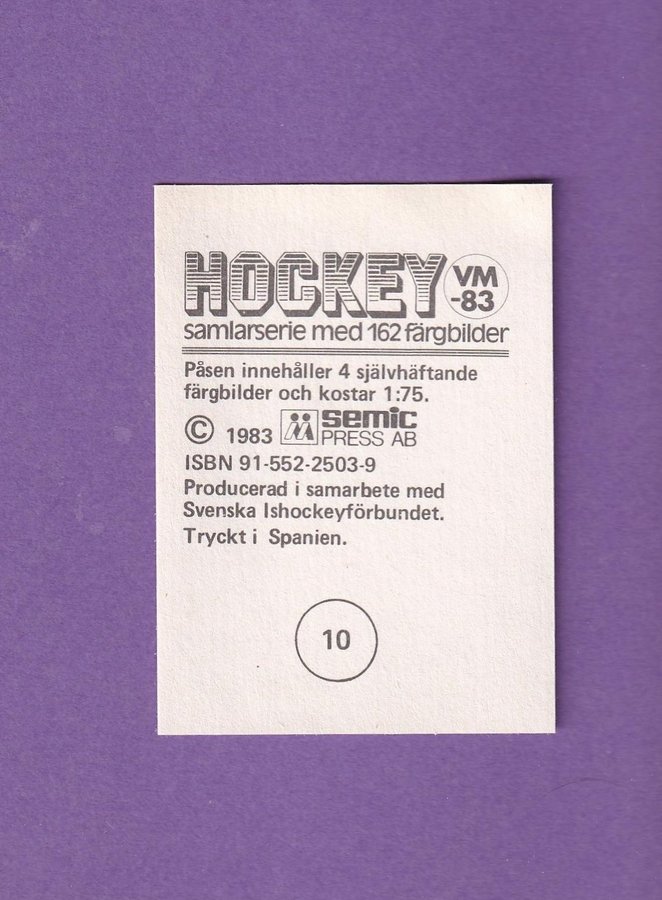 HOCKEY VM -83
samlarserie med 162 färgbilder
Påsen innehåller 4 självhäftande
färgbilder och kostar 1:75.
© 1983 semic PRESS AB
ISBN 91-552-2503-9
Producerad i samarbete med
Svenska Ishockeyförbundet.
Tryckt i Spanien.
10